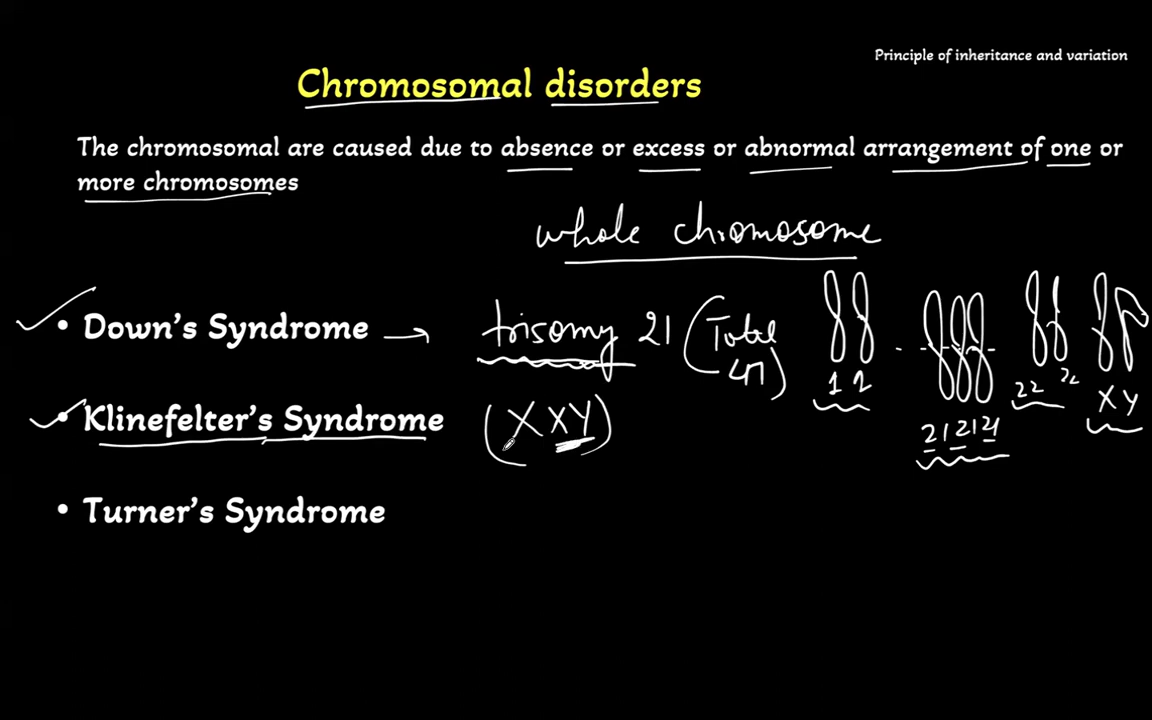 Principle of inheritance and variation
Chromosomal disorders
The chromosomal are caused due to absence or excess or abnormal arrangement of one or
more chromosomes
whole chromosome
• Down's Syndrome → trisomy 21 (Total 47)
1 2
21 21 21
22 22
X Y
• Klinefelter's Syndrome (XXY)
• Turner's Syndrome